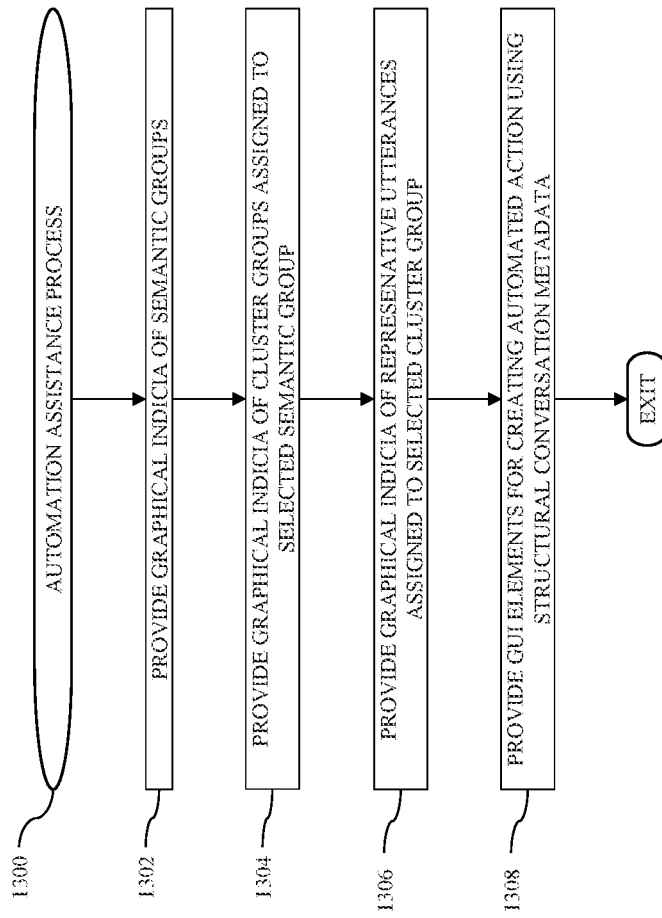 1300
AUTOMATION ASSISTANCE PROCESS
1302
PROVIDE GRAPHICAL INDICIA OF SEMANTIC GROUPS
1304
PROVIDE GRAPHICAL INDICIA OF CLUSTER GROUPS ASSIGNED TO
SELECTED SEMANTIC GROUP
1306
PROVIDE GRAPHICAL INDICIA OF REPRESENATIVE UTTERANCES
ASSIGNED TO SELECTED CLUSTER GROUP
1308
PROVIDE GUI ELEMENTS FOR CREATING AUTOMATED ACTION USING
STRUCTURAL CONVERSATION METADATA
EXIT